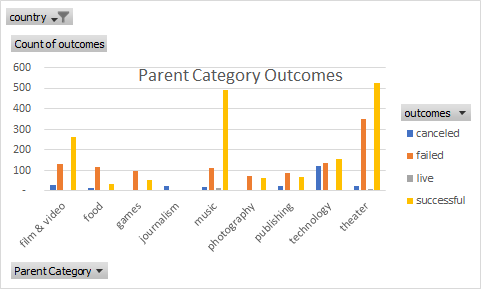 country
Count of outcomes
Parent Category Outcomes
600
500
400
300
200
100
-
film & video
food
games
journalism
music
photography
publishing
technology
theater
outcomes
canceled
failed
live
successful
Parent Category